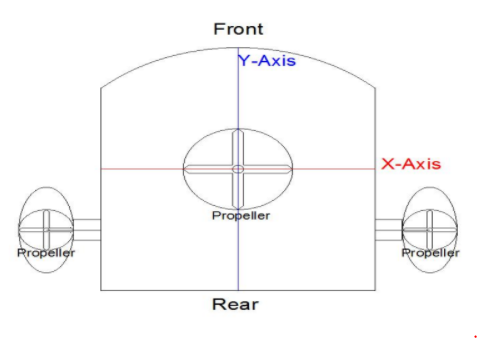 Front
Y-Axis
X-Axis
Propeller
Propeller
Propeller
Rear